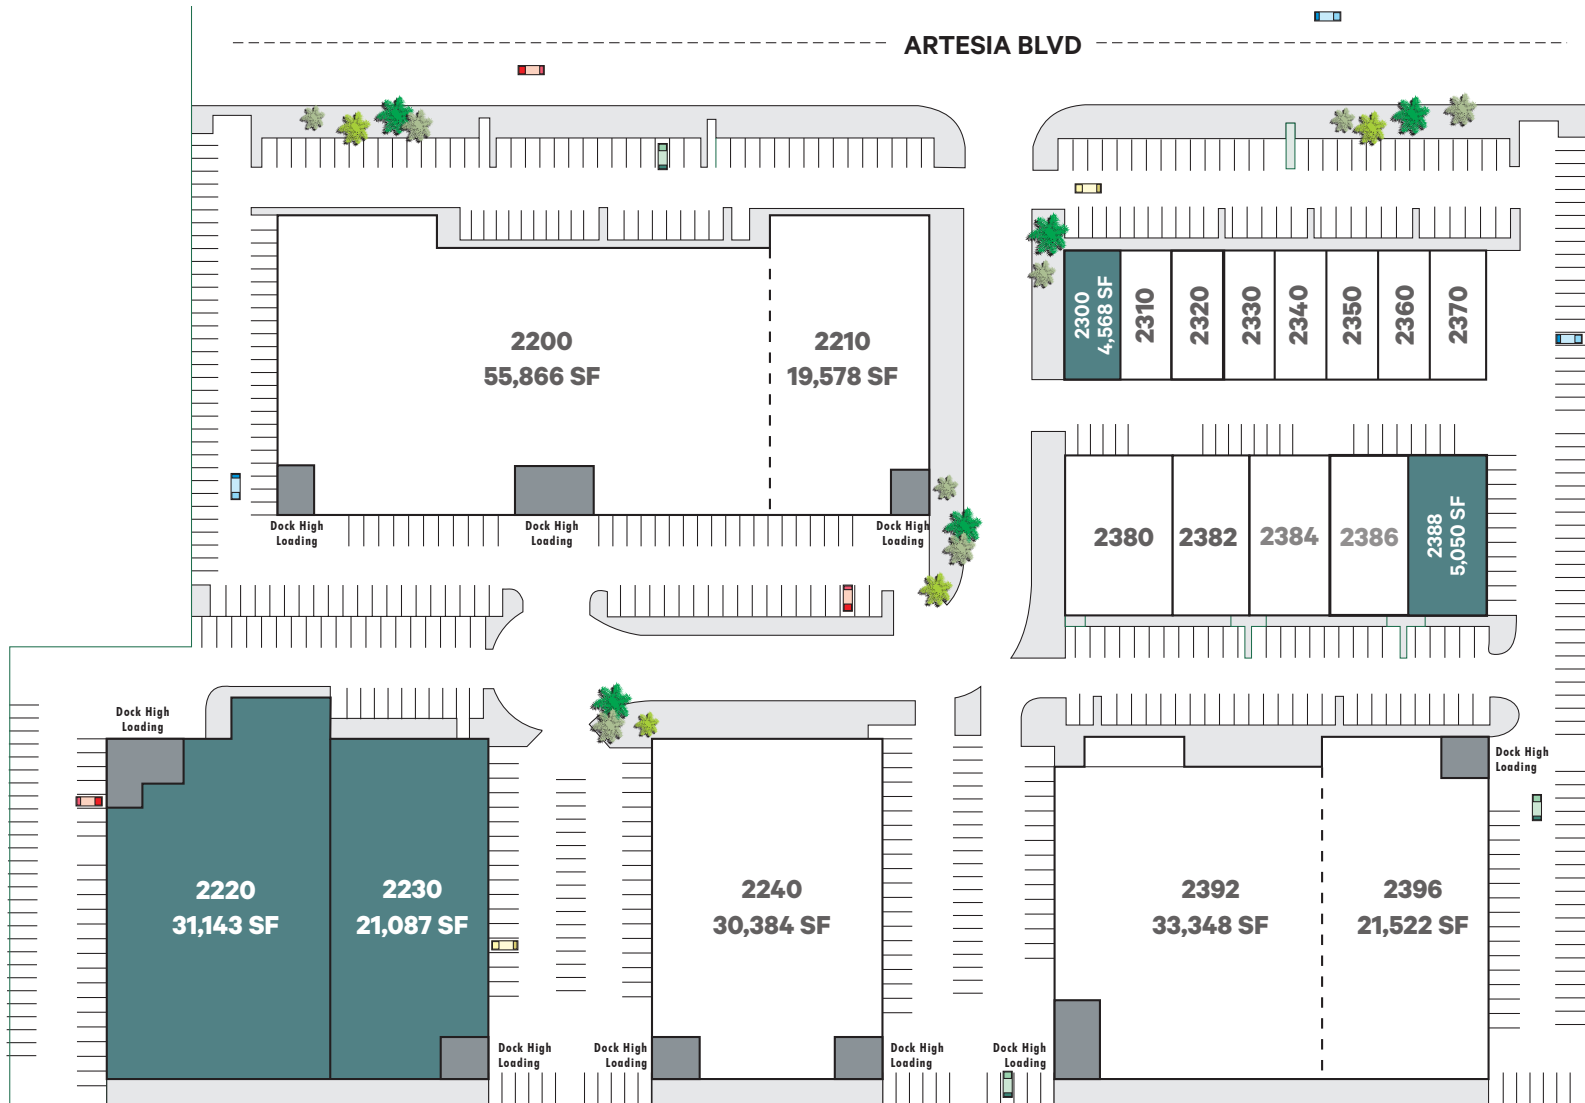 ARTESIA BLVD
2200
55,866 SF
2210
19,578 SF
2300
4,568 SF
2310
2320
2330
2340
2350
2360
2370
Dock High
Loading
Dock High
Loading
Dock High
Loading
2380
2382
2384
2386
2388
5,050 SF
Dock High
Loading
2220
31,143 SF
2230
21,087 SF
2240
30,384 SF
2392
33,348 SF
2396
21,522 SF
Dock High
Loading
Dock High
Loading
Dock High
Loading
Dock High
Loading
Dock High
Loading